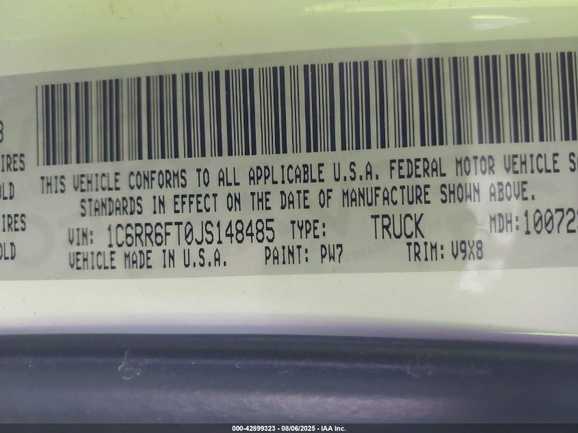 THIS VEHICLE CONFORMS TO ALL APPLICABLE U.S.A. FEDERAL MOTOR VEHICLE S
STANDARDS IN EFFECT ON THE DATE OF MANUFACTURE SHOWN ABOVE.
VIN: 1C6RR6FT0JS148485 TYPE: TRUCK MDH: 10072
VEHICLE MADE IN U.S.A. PAINT: PW7 TRIM: V9X8
IRES
OLD
IRES
OLD
000-42899323 - 08/06/2025 - IAA Inc.